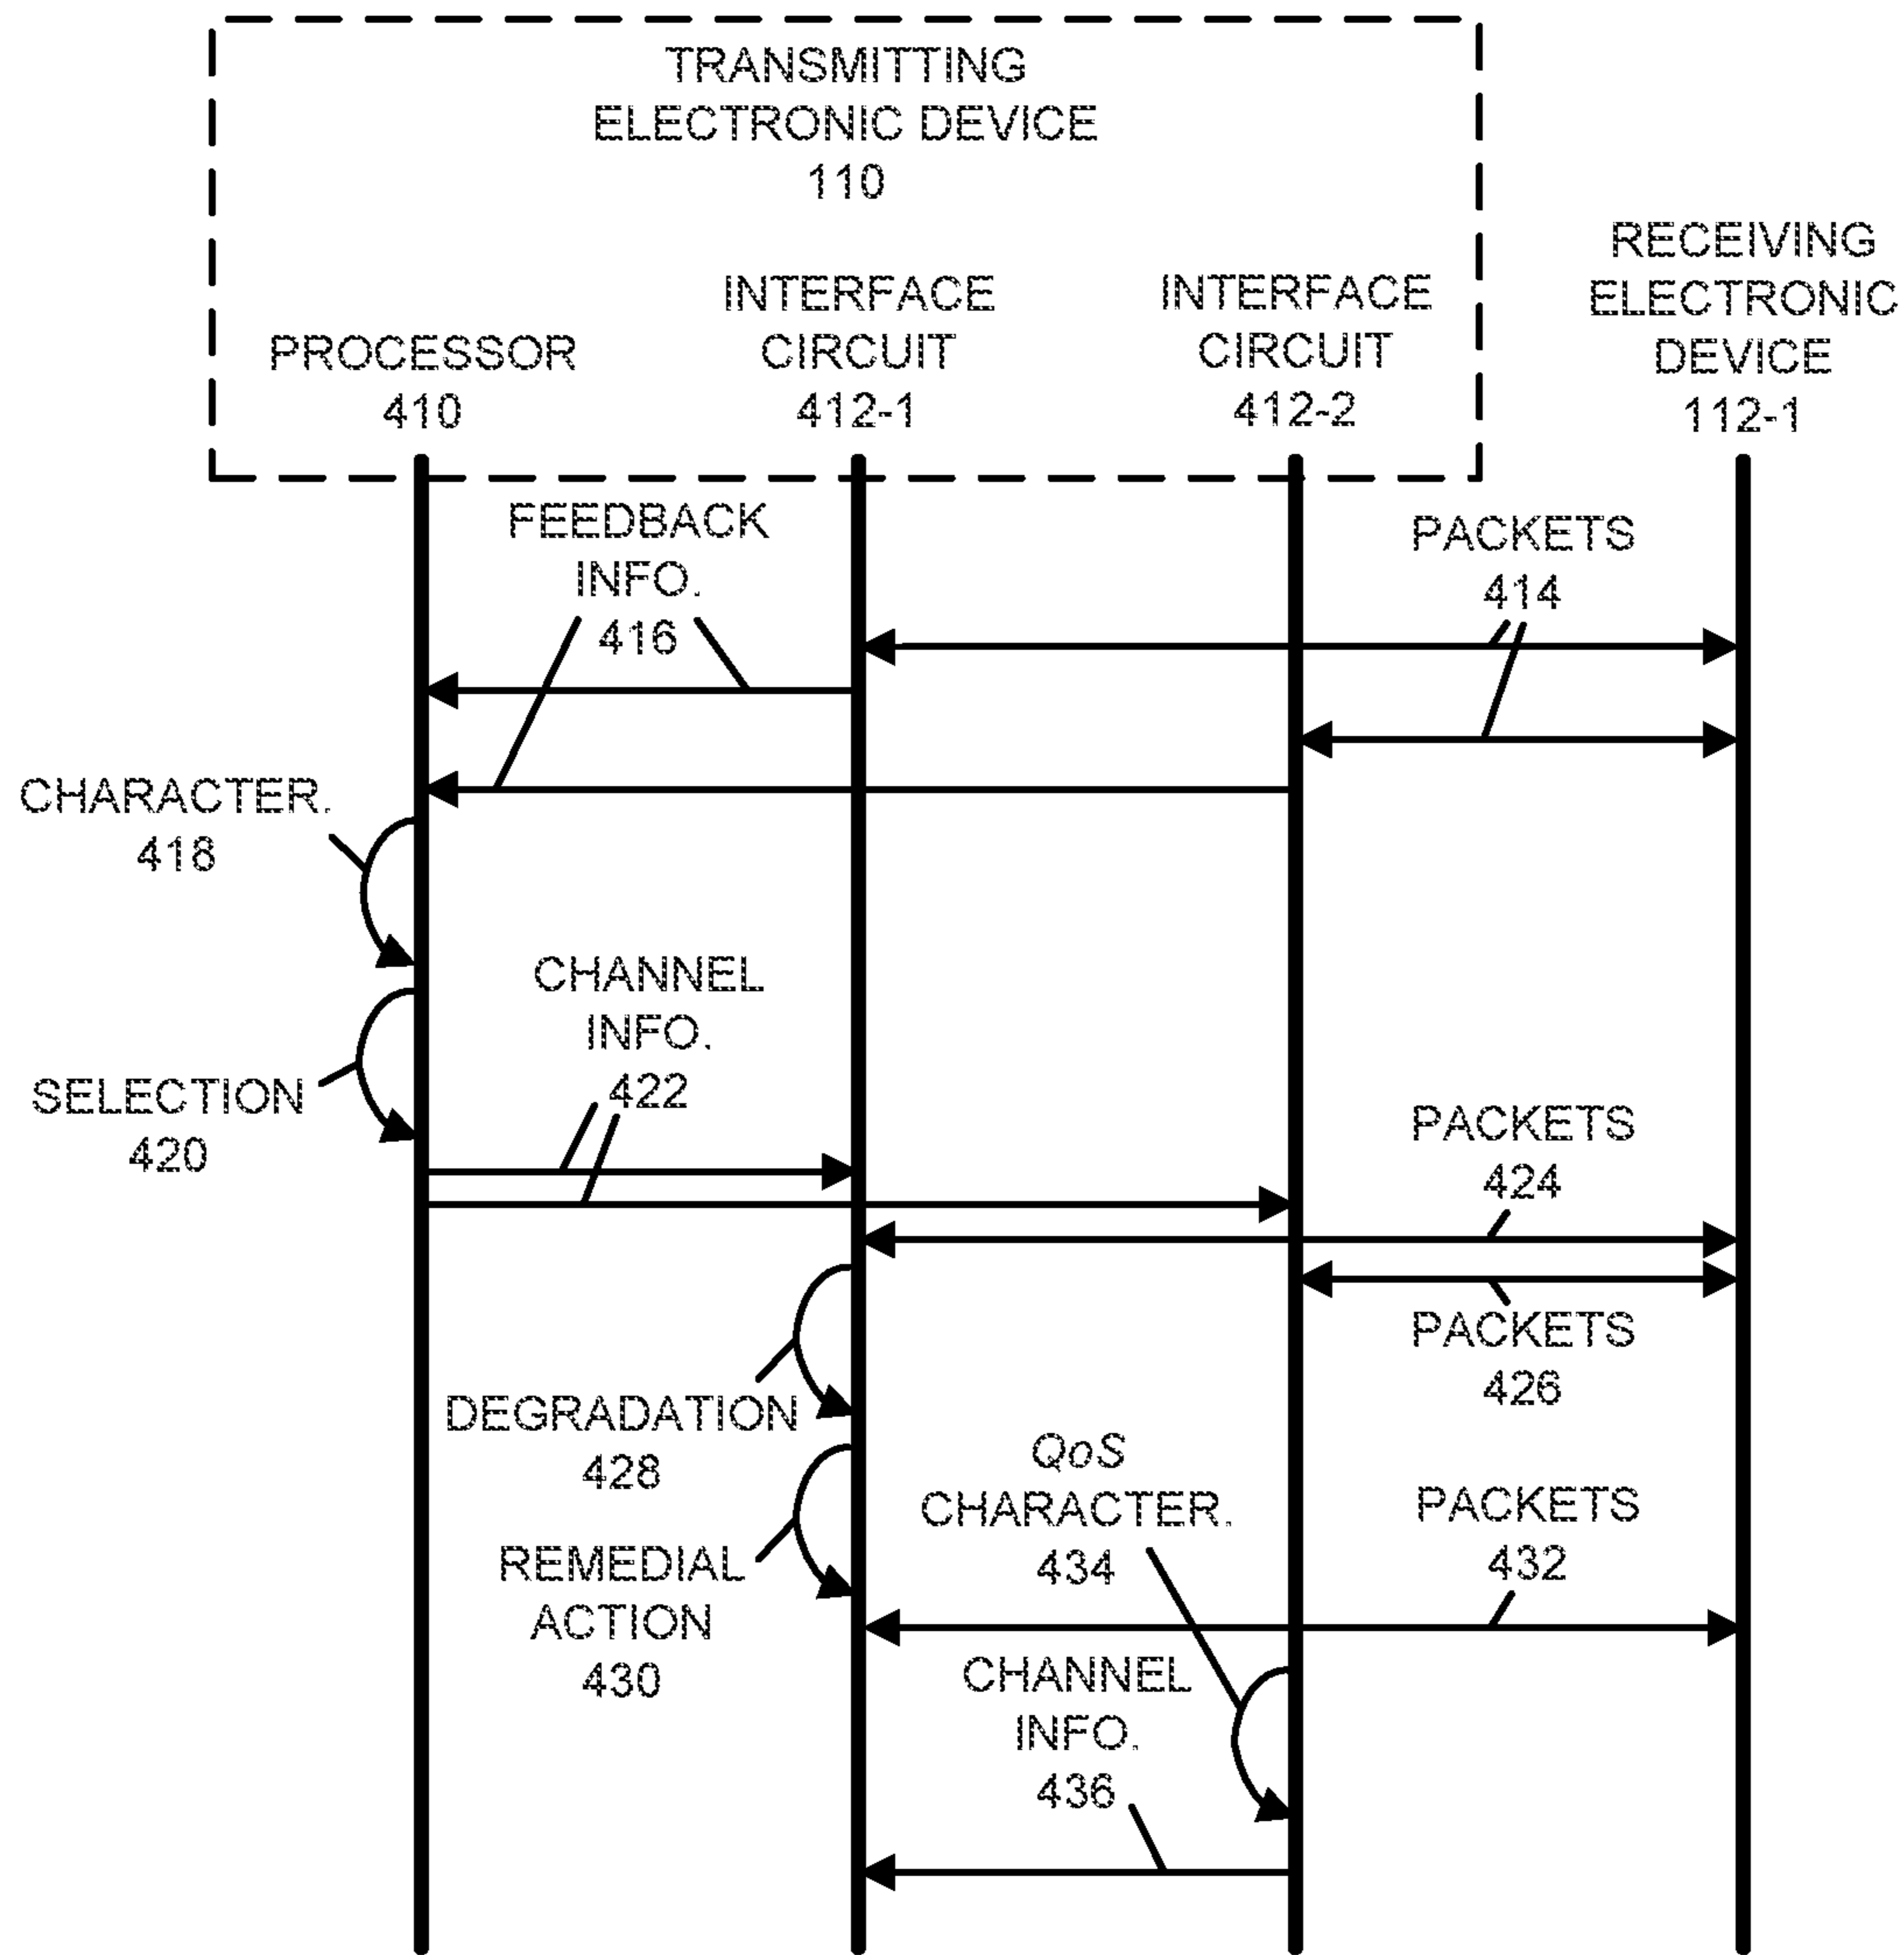 TRANSMITTING
ELECTRONIC DEVICE
110
PROCESSOR
410
INTERFACE
CIRCUIT
412-1
INTERFACE
CIRCUIT
412-2
RECEIVING
ELECTRONIC
DEVICE
112-1
FEEDBACK
INFO.
416
PACKETS
414
CHARACTER.
418
CHANNEL
INFO.
422
SELECTION
420
PACKETS
424
PACKETS
426
DEGRADATION
428
QoS
CHARACTER.
434
PACKETS
432
REMEDIAL
ACTION
430
CHANNEL
INFO.
436